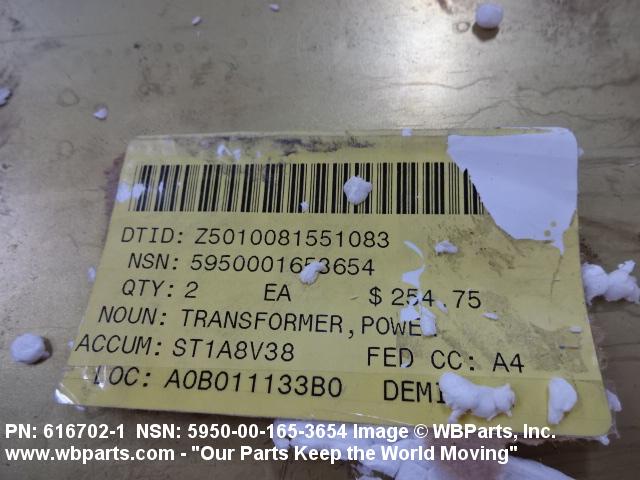 DTID: Z5010081551083
NSN: 5950001653654
QTY: 2 EA $ 254.75
NOUN: TRANSFORMER,POWE
ACCUM: ST1A8V38 FED CC: A4
LOC: A0B011133B0
PN: 616702-1 NSN: 5950-00-165-3654 Image © WBParts, Inc.
www.wbparts.com - "Our Parts Keep the World Moving"